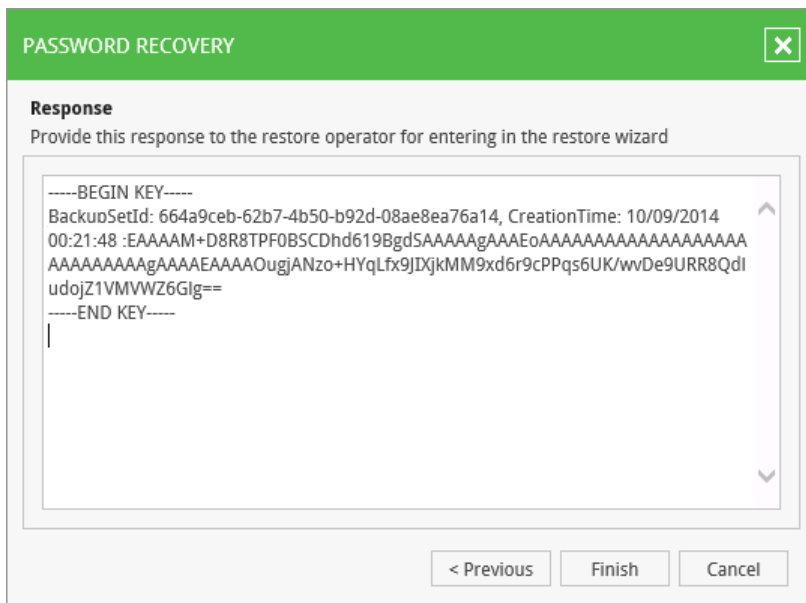 PASSWORD RECOVERY
Response
Provide this response to the restore operator for entering in the restore wizard
-----BEGIN KEY-----
BackupSetId: 664a9ceb-62b7-4b50-b92d-08ae8ea76a14, CreationTime: 10/09/2014
00:21:48 :EAAAAM+D8R8TPF0BSCDhd619BgdSAAAAAgAAAEoAAAAAAAAAAAAAAAAAAA
AAAAAAAAAgAAAAEAAAAOugjANzo+HYqLfx9JIXjkMM9xd6r9cPPqs6UK/wvDe9URR8QdI
udojZ1VMVWZ6GIg==
-----END KEY-----
< Previous
Finish
Cancel